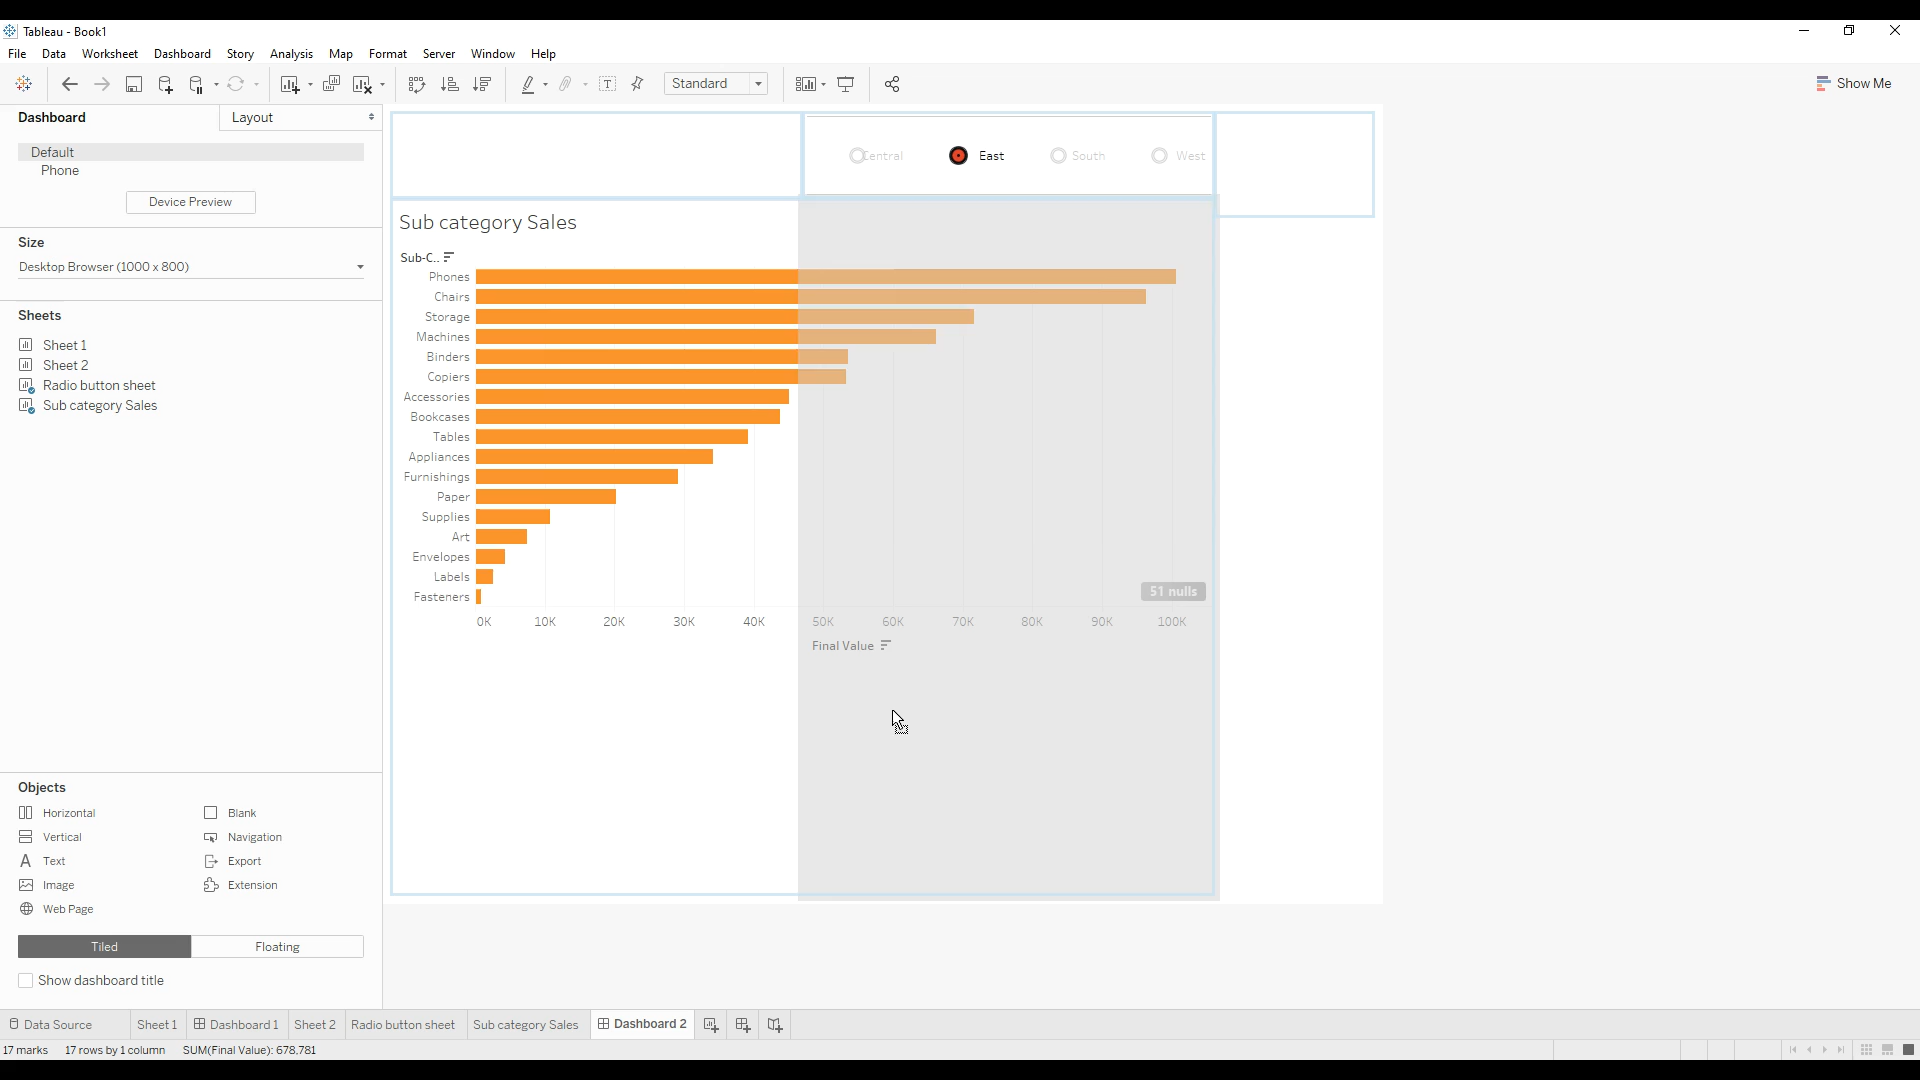 Tableau - Book1
File Data Worksheet Dashboard Story Analysis Map Format Server Window Help
Standard
Show Me
Dashboard
Layout
Default
Phone
Device Preview
Size
Desktop Browser (1000 x 800)
Sheets
Sheet 1
Sheet 2
Radio button sheet
Sub category Sales
Objects
Horizontal Blank
Vertical Navigation
Text Export
Image Extension
Web Page
Tiled Floating
Show dashboard title
Central East South West
Sub category Sales
Sub-C..
Phones
Chairs
Storage
Machines
Binders
Copiers
Accessories
Bookcases
Tables
Appliances
Furnishings
Paper
Supplies
Art
Envelopes
Labels
Fasteners
51 nulls
0K 10K 20K 30K 40K 50K 60K 70K 80K 90K 100K
Final Value
Data Source Sheet 1 Dashboard 1 Sheet 2 Radio button sheet Sub category Sales Dashboard 2
17 marks 17 rows by 1 column SUM(Final Value): 678,781